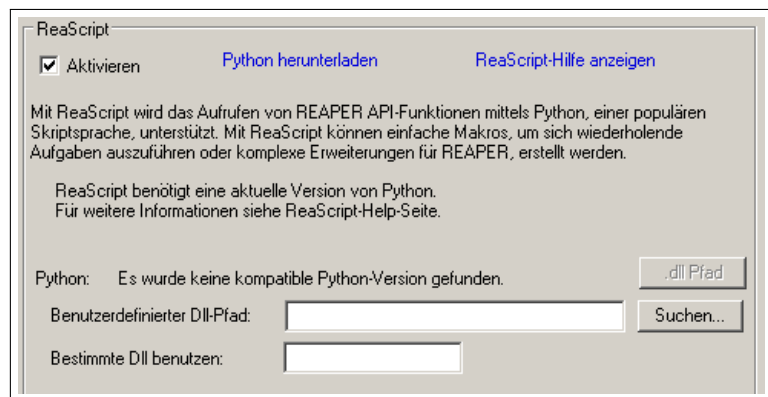 ReaScript
Aktivieren Python herunterladen ReaScript-Hilfe anzeigen
Mit ReaScript wird das Aufrufen von REAPER API-Funktionen mittels Python, einer populären
Skriptsprache, unterstützt. Mit ReaScript können einfache Makros, um sich wiederholende
Aufgaben auszuführen oder komplexe Erweiterungen für REAPER, erstellt werden.
ReaScript benötigt eine aktuelle Version von Python.
Für weitere Informationen siehe ReaScript-Help-Seite.
Python: Es wurde keine kompatible Python-Version gefunden. .dll Pfad
Benutzerdefinierter Dll-Pfad: Suchen...
Bestimmte Dll benutzen: